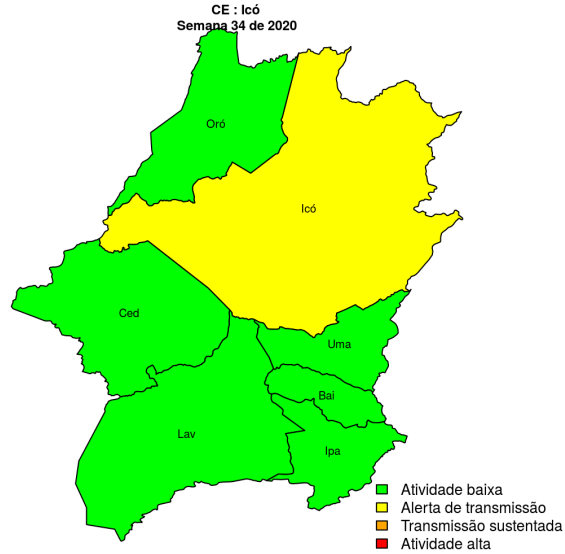 CE : Icó
Semana 34 de 2020
Oró
Icó
Ced
Uma
Bai
Lav
Ipa
Atividade baixa
Alerta de transmissão
Transmissão sustentada
Atividade alta